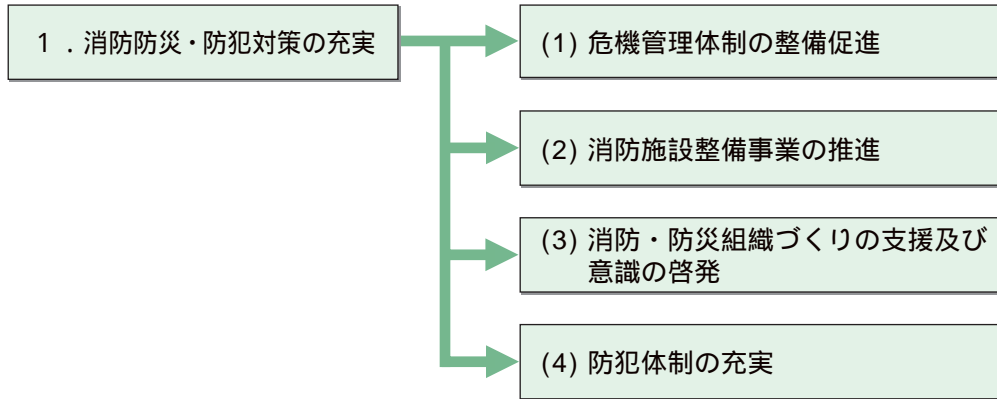 1．消防防災・防犯対策の充実
(1) 危機管理体制の整備促進
(2) 消防施設整備事業の推進
(3) 消防・防災組織づくりの支援及び
意識の啓発
(4) 防犯体制の充実